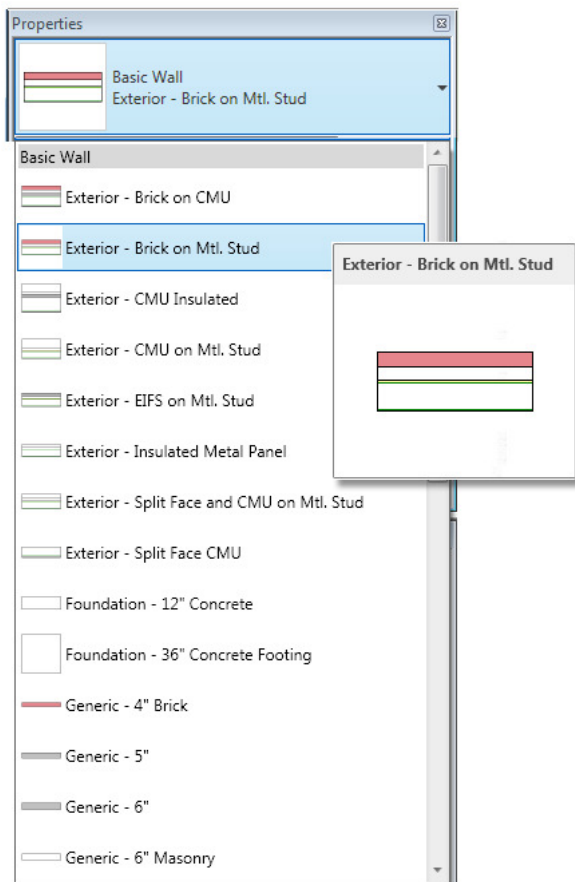 Properties
Basic Wall
Exterior - Brick on Mtl. Stud
Basic Wall
Exterior - Brick on CMU
Exterior - Brick on Mtl. Stud
Exterior - Brick on Mtl. Stud
Exterior - CMU Insulated
Exterior - CMU on Mtl. Stud
Exterior - EIFS on Mtl. Stud
Exterior - Insulated Metal Panel
Exterior - Split Face and CMU on Mtl. Stud
Exterior - Split Face CMU
Foundation - 12" Concrete
Foundation - 36" Concrete Footing
Generic - 4" Brick
Generic - 5"
Generic - 6"
Generic - 6" Masonry